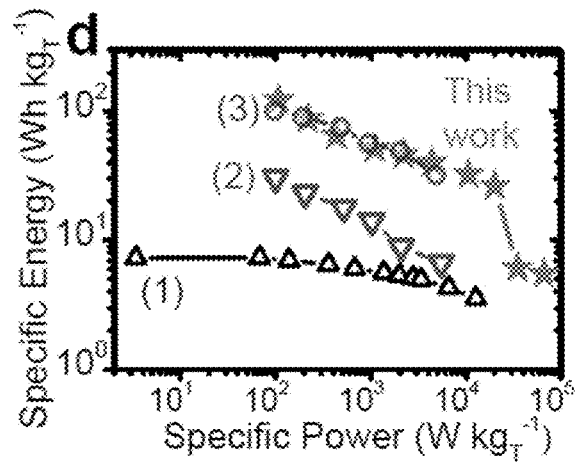 d
Specific Energy (Wh kg_T^-1)
10^2
10^1
10^0
(3)
This
work
(2)
(1)
10^1 10^2 10^3 10^4 10^5
Specific Power (W kg_T^-1)